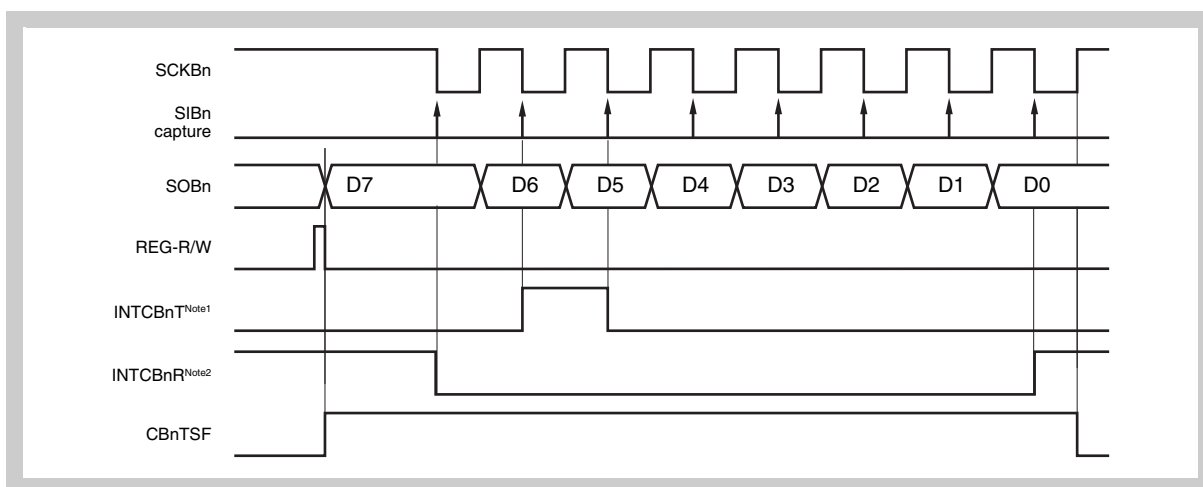 SCKBn
SIBn
capture
SOBn
D7
D6
D5
D4
D3
D2
D1
D0
REG-R/W
INTCBnTNote1
INTCBnRNote2
CBnTSF